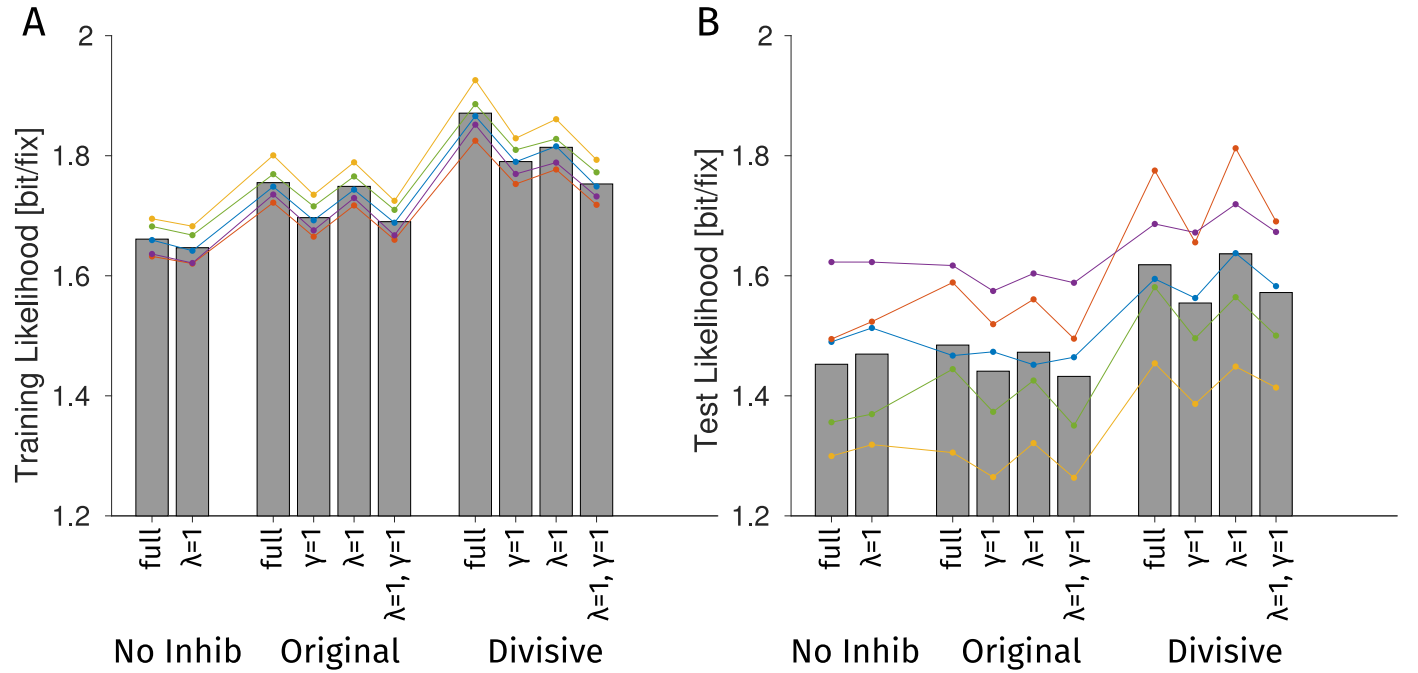 A
Training Likelihood [bit/fix]
2
1.8
1.6
1.4
1.2
full
λ=1
full
γ=1
λ=1
λ=1, γ=1
full
γ=1
λ=1
λ=1, γ=1
No Inhib
Original
Divisive
B
Test Likelihood [bit/fix]
2
1.8
1.6
1.4
1.2
full
λ=1
full
γ=1
λ=1
λ=1, γ=1
full
γ=1
λ=1
λ=1, γ=1
No Inhib
Original
Divisive